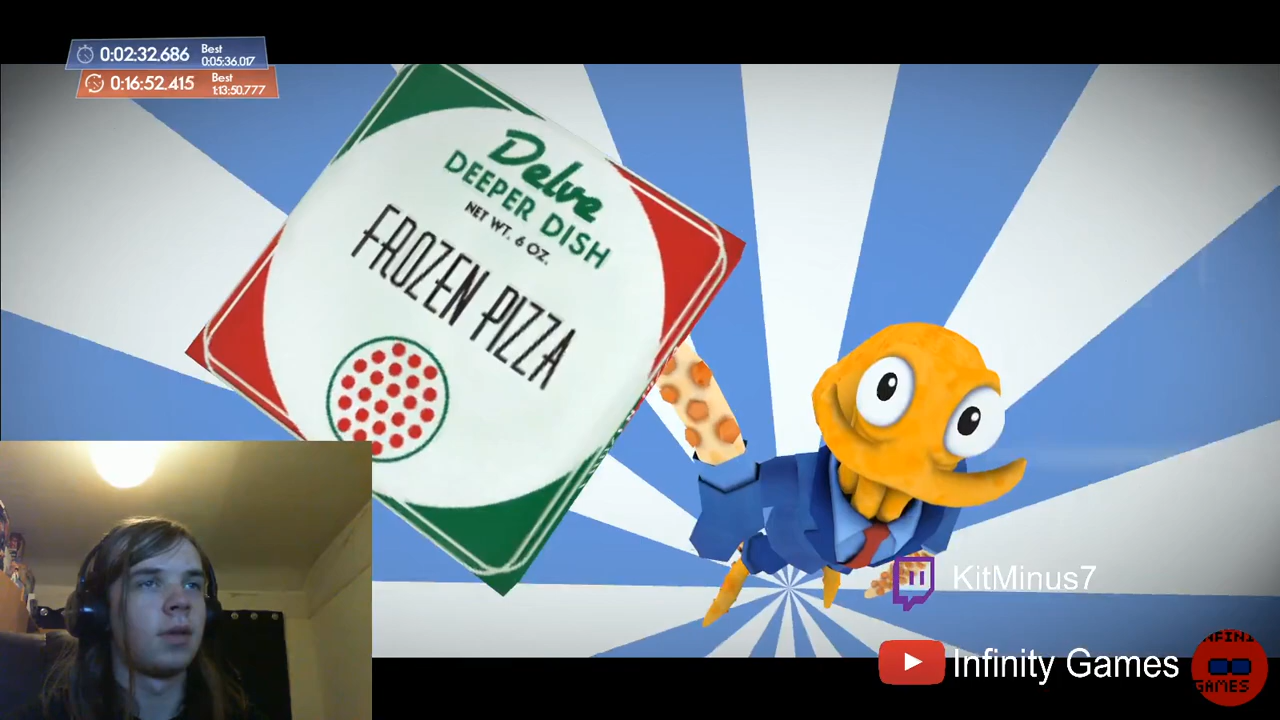 0:02:32.686 Best
0:05:36.017
0:16:52.415 Best
1:13:50.777
Delve
DEEPER DISH
NET WT. 6 OZ.
FROZEN PIZZA
KitMinus7
Infinity Games
INFINI
GAMES